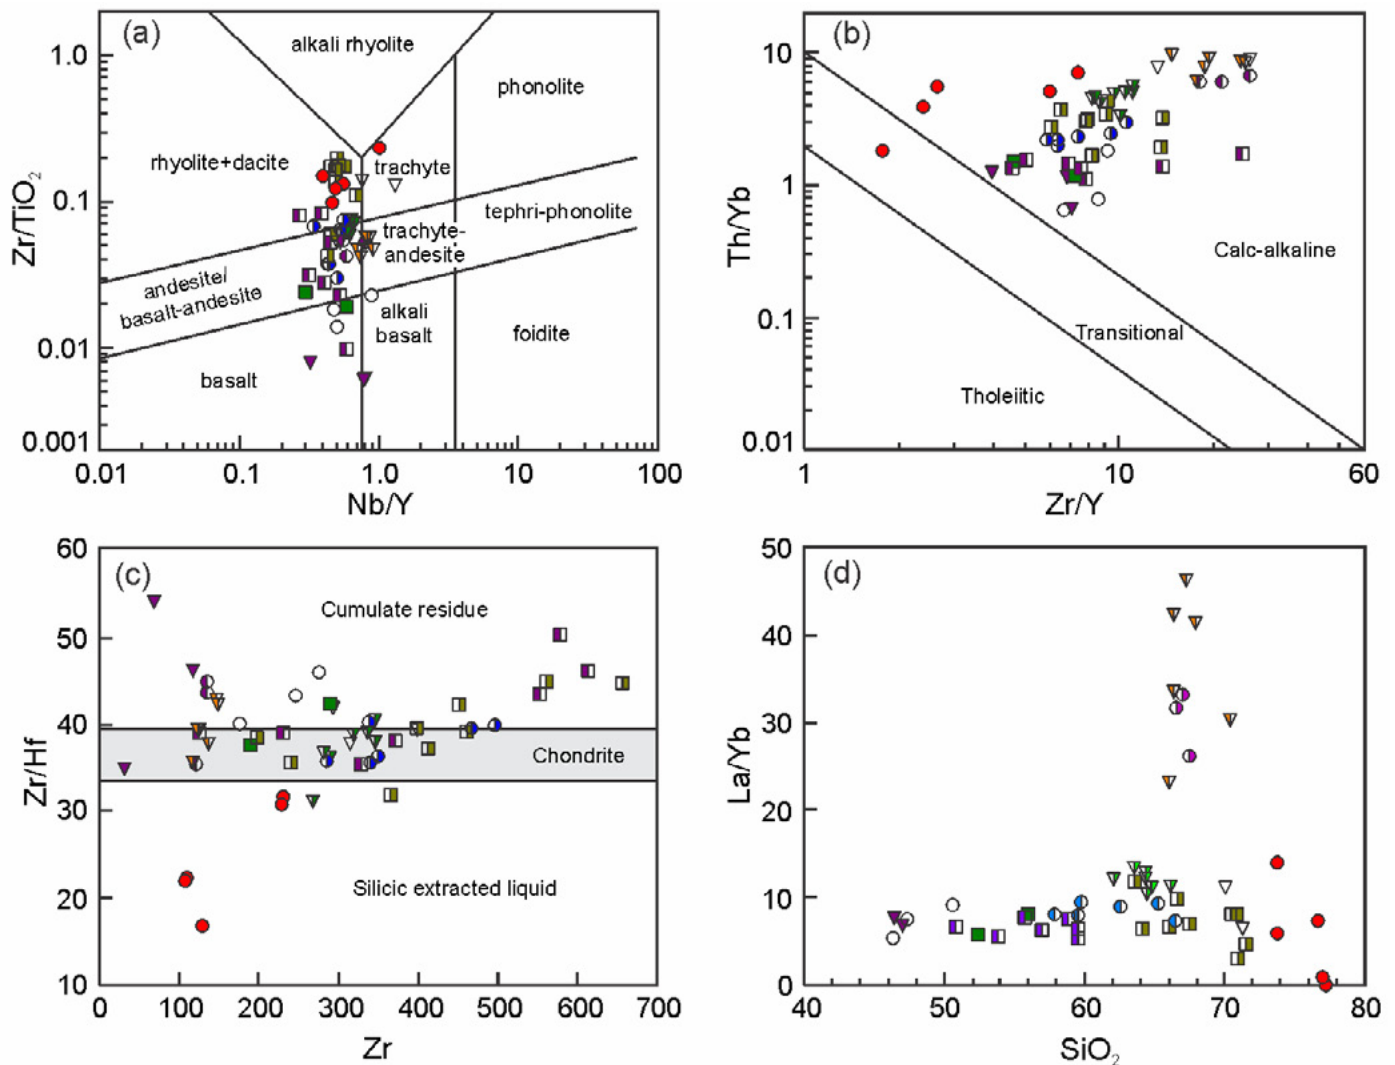 (a)
alkali rhyolite
phonolite
rhyolite+dacite
trachyte
tephri-phonolite
trachyte-
andesite
andesite/
basalt-andesite
alkali
basalt
foidite
basalt
Zr/TiO₂
1.0
0.1
0.01
0.001
0.01
0.1
1.0
10
100
Nb/Y
(b)
Calc-alkaline
Transitional
Tholeiitic
Th/Yb
10
1
0.1
0.01
1
10
60
Zr/Y
(c)
Cumulate residue
Chondrite
Silicic extracted liquid
Zr/Hf
60
50
40
30
20
10
0
100
200
300
400
500
600
700
Zr
(d)
La/Yb
50
40
30
20
10
0
40
50
60
70
80
SiO₂